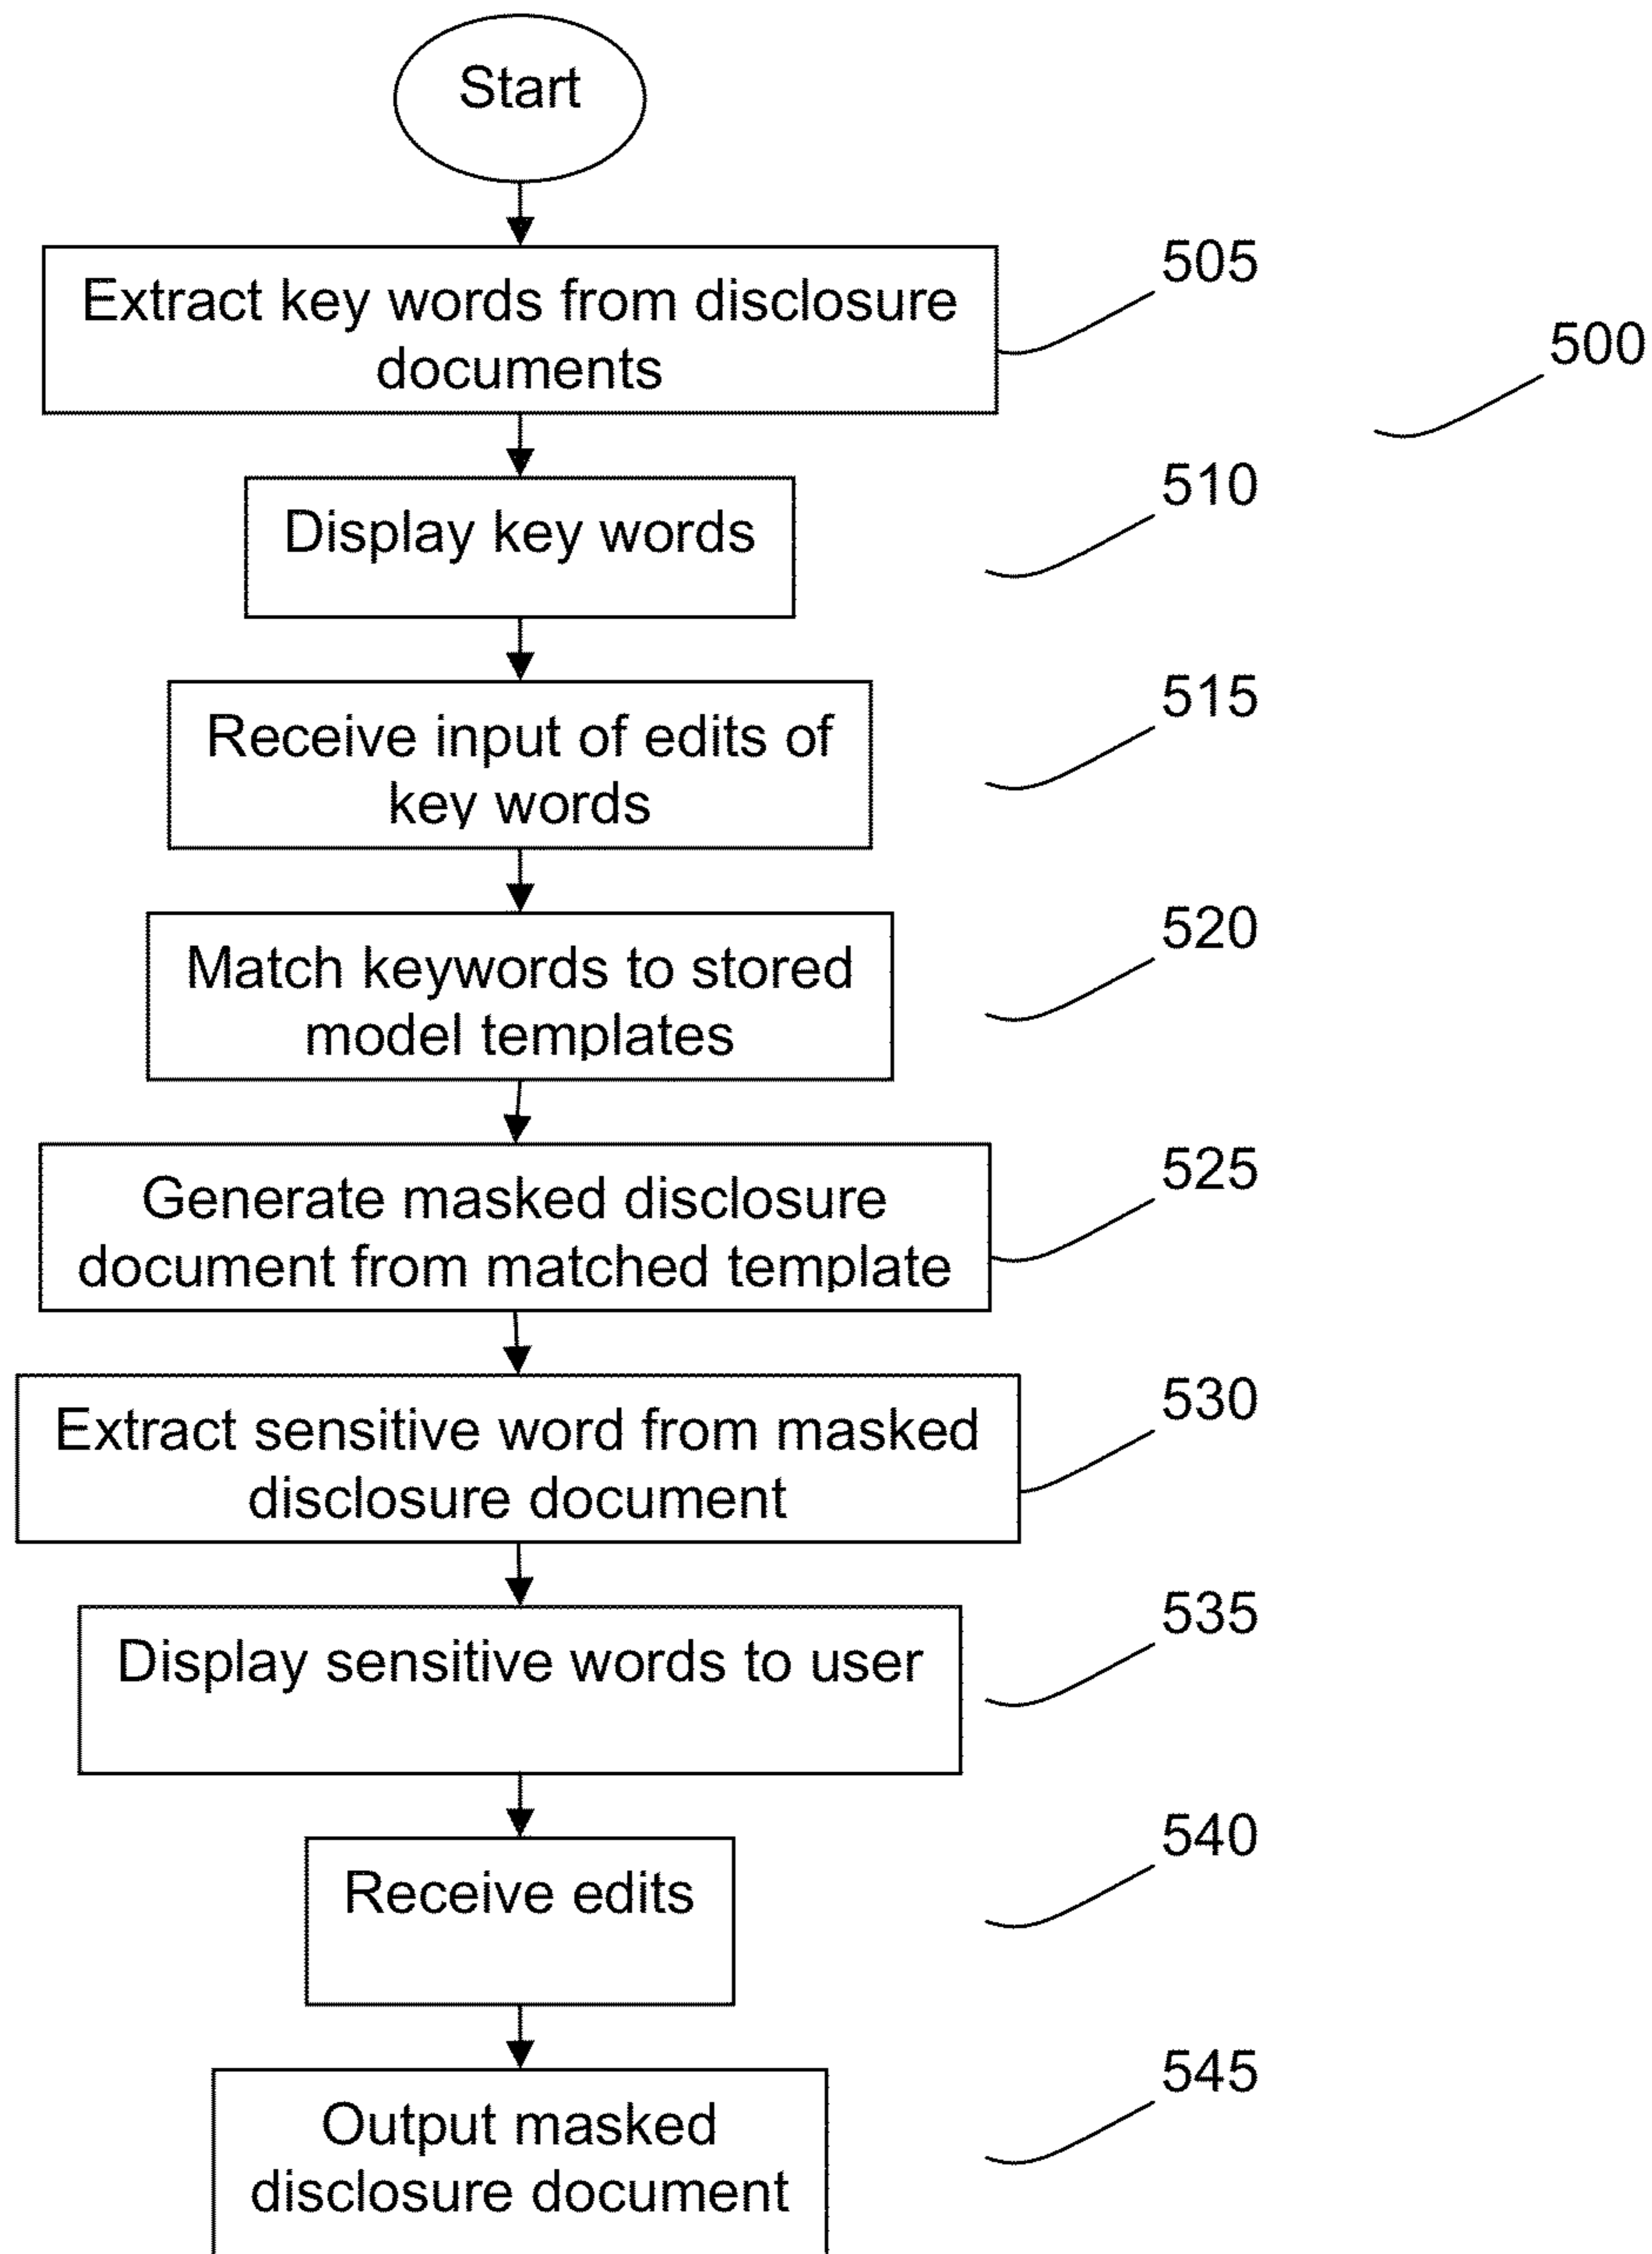 Start
Extract key words from disclosure
documents
505
500
Display key words
510
Receive input of edits of
key words
515
Match keywords to stored
model templates
520
Generate masked disclosure
document from matched template
525
Extract sensitive word from masked
disclosure document
530
Display sensitive words to user
535
Receive edits
540
Output masked
disclosure document
545